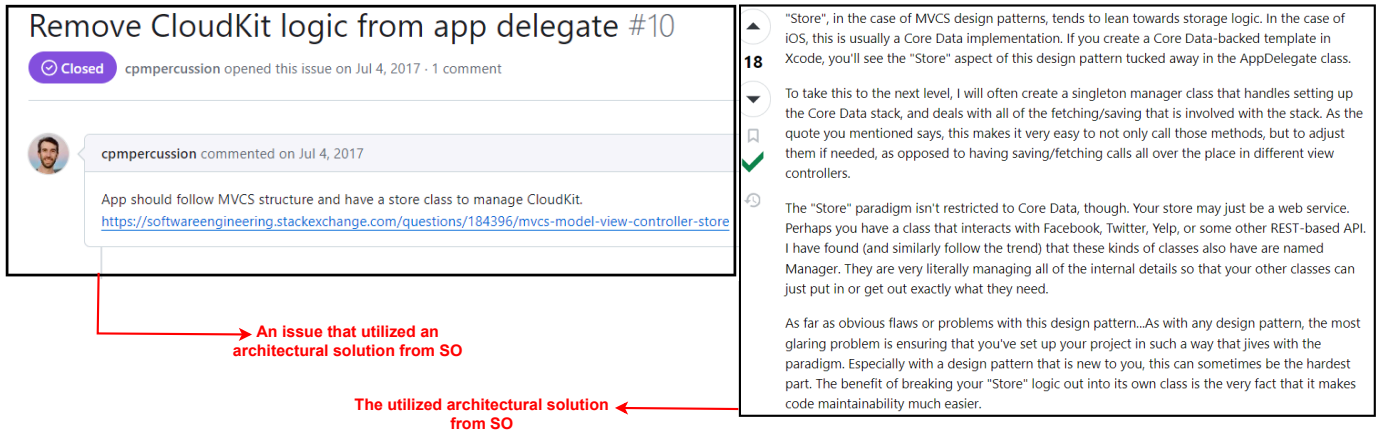 Remove CloudKit logic from app delegate #10
Closed cpmpercussion opened this issue on Jul 4, 2017 · 1 comment
cpmpercussion commented on Jul 4, 2017
App should follow MVCS structure and have a store class to manage CloudKit.
https://softwareengineering.stackexchange.com/questions/184396/mvcs-model-view-controller-store
An issue that utilized an
architectural solution from SO
The utilized architectural solution
from SO
18
"Store", in the case of MVCS design patterns, tends to lean towards storage logic. In the case of
iOS, this is usually a Core Data implementation. If you create a Core Data-backed template in
Xcode, you'll see the "Store" aspect of this design pattern tucked away in the AppDelegate class.
To take this to the next level, I will often create a singleton manager class that handles setting up
the Core Data stack, and deals with all of the fetching/saving that is involved with the stack. As the
quote you mentioned says, this makes it very easy to not only call those methods, but to adjust
them if needed, as opposed to having saving/fetching calls all over the place in different view
controllers.
The "Store" paradigm isn't restricted to Core Data, though. Your store may just be a web service.
Perhaps you have a class that interacts with Facebook, Twitter, Yelp, or some other REST-based API.
I have found (and similarly follow the trend) that these kinds of classes also have are named
Manager. They are very literally managing all of the internal details so that your other classes can
just put in or get out exactly what they need.
As far as obvious flaws or problems with this design pattern...As with any design pattern, the most
glaring problem is ensuring that you've set up your project in such a way that jives with the
paradigm. Especially with a design pattern that is new to you, this can sometimes be the hardest
part. The benefit of breaking your "Store" logic out into its own class is the very fact that it makes
code maintainability much easier.